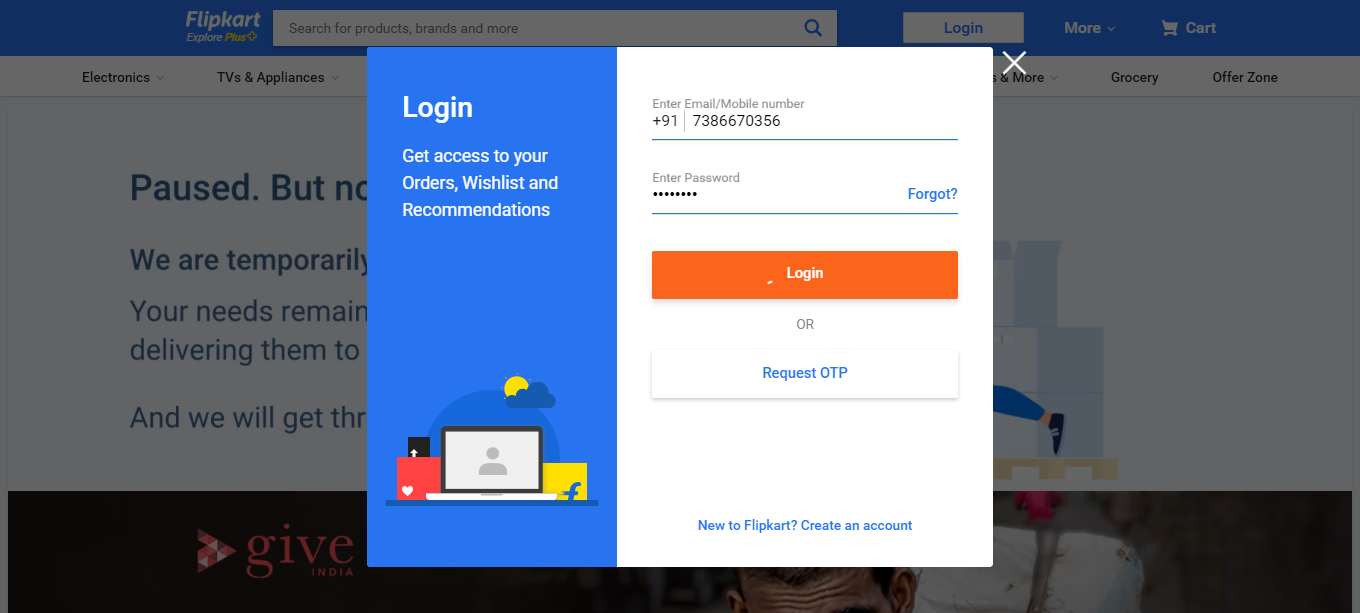 Flipkart
Explore Plus
Search for products, brands and more
Login
More
Cart
Electronics
TVs & Appliances
& More
Grocery
Offer Zone
Login
Get access to your
Orders, Wishlist and
Recommendations
Enter Email/Mobile number
+91 7386670356
Enter Password
••••••••
Forgot?
Login
OR
Request OTP
New to Flipkart? Create an account
Paused. But
We are temporarily
Your needs remain
delivering them to
And we will get
give
INDIA